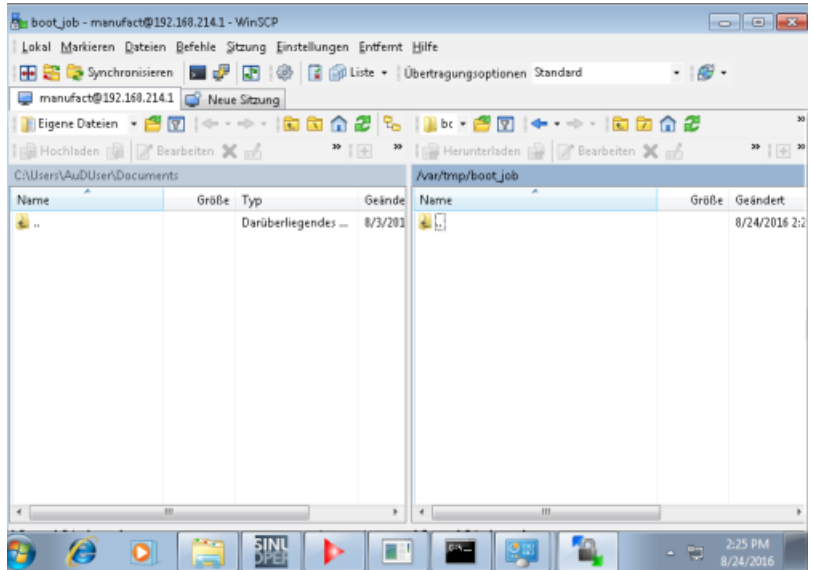 boot_job - manufact@192.168.214.1 - WinSCP
Lokal Markieren Dateien Befehle Sitzung Einstellungen Entfernt Hilfe
Synchronisieren Liste Übertragungsoptionen Standard
manufact@192.168.214.1 Neue Sitzung
Eigene Dateien bc
Hochladen Bearbeiten » » Herunterladen Bearbeiten » »
C:\Users\AuDUser\Documents /var/tmp/boot_job
Name Größe Typ Geände Name Größe Geändert
.. Darüberliegendes ... 8/3/201 .. 8/24/2016 2:2
SINU
OPER
2:25 PM
8/24/2016